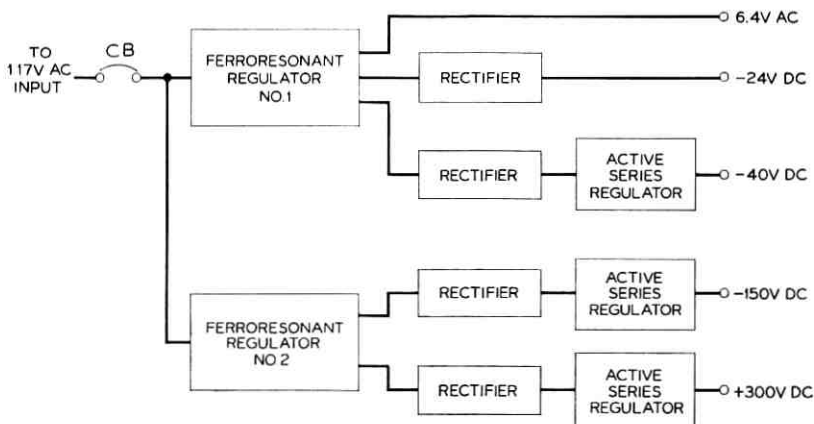 TO
117V AC
INPUT
CB
FERRORESONANT
REGULATOR
NO.1
6.4V AC
RECTIFIER
-24V DC
RECTIFIER
ACTIVE
SERIES
REGULATOR
-40V DC
FERRORESONANT
REGULATOR
NO 2
RECTIFIER
ACTIVE
SERIES
REGULATOR
-150V DC
RECTIFIER
ACTIVE
SERIES
REGULATOR
+300V DC